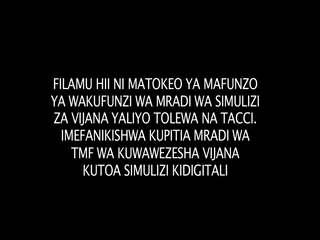 FILAMU HII NI MATOKEO YA MAFUNZO
YA WAKUFUNZI WA MRADI WA SIMULIZI
ZA VIJANA YALIYO TOLEWA NA TACCI.
IMEFANIKISHWA KUPITIA MRADI WA
TMF WA KUWAWEZESHA VIJANA
KUTOA SIMULIZI KIDIGITALI